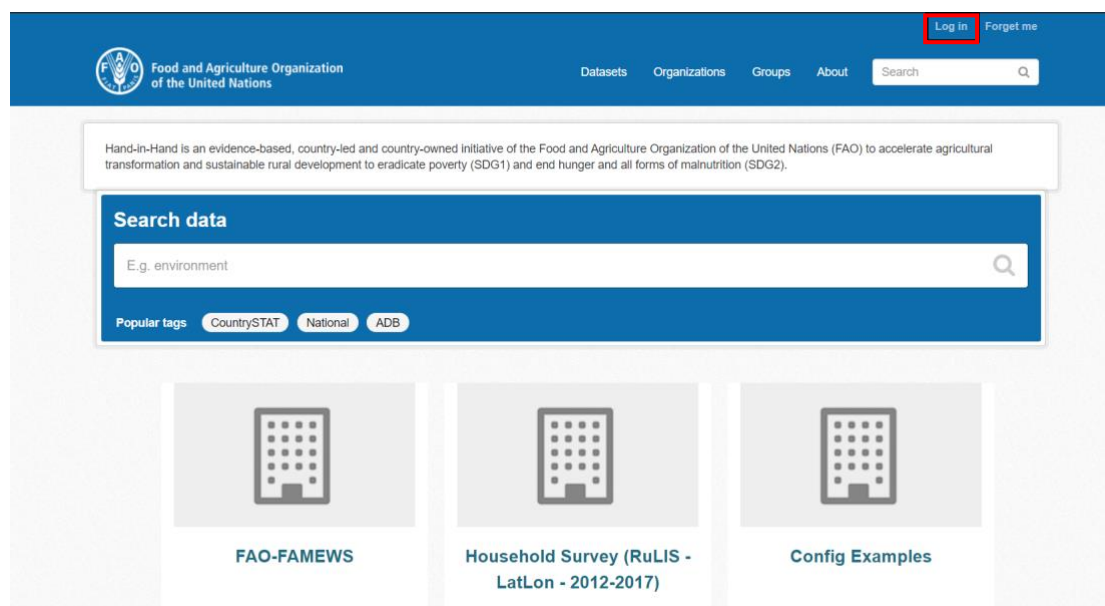 Log in Forget me
Food and Agriculture Organization
of the United Nations
Datasets Organizations Groups About Search
Hand-in-Hand is an evidence-based, country-led and country-owned initiative of the Food and Agriculture Organization of the United Nations (FAO) to accelerate agricultural
transformation and sustainable rural development to eradicate poverty (SDG1) and end hunger and all forms of malnutrition (SDG2).
Search data
E.g. environment
Popular tags CountrySTAT National ADB
FAO-FAMEWS
Household Survey (RuLIS -
LatLon - 2012-2017)
Config Examples